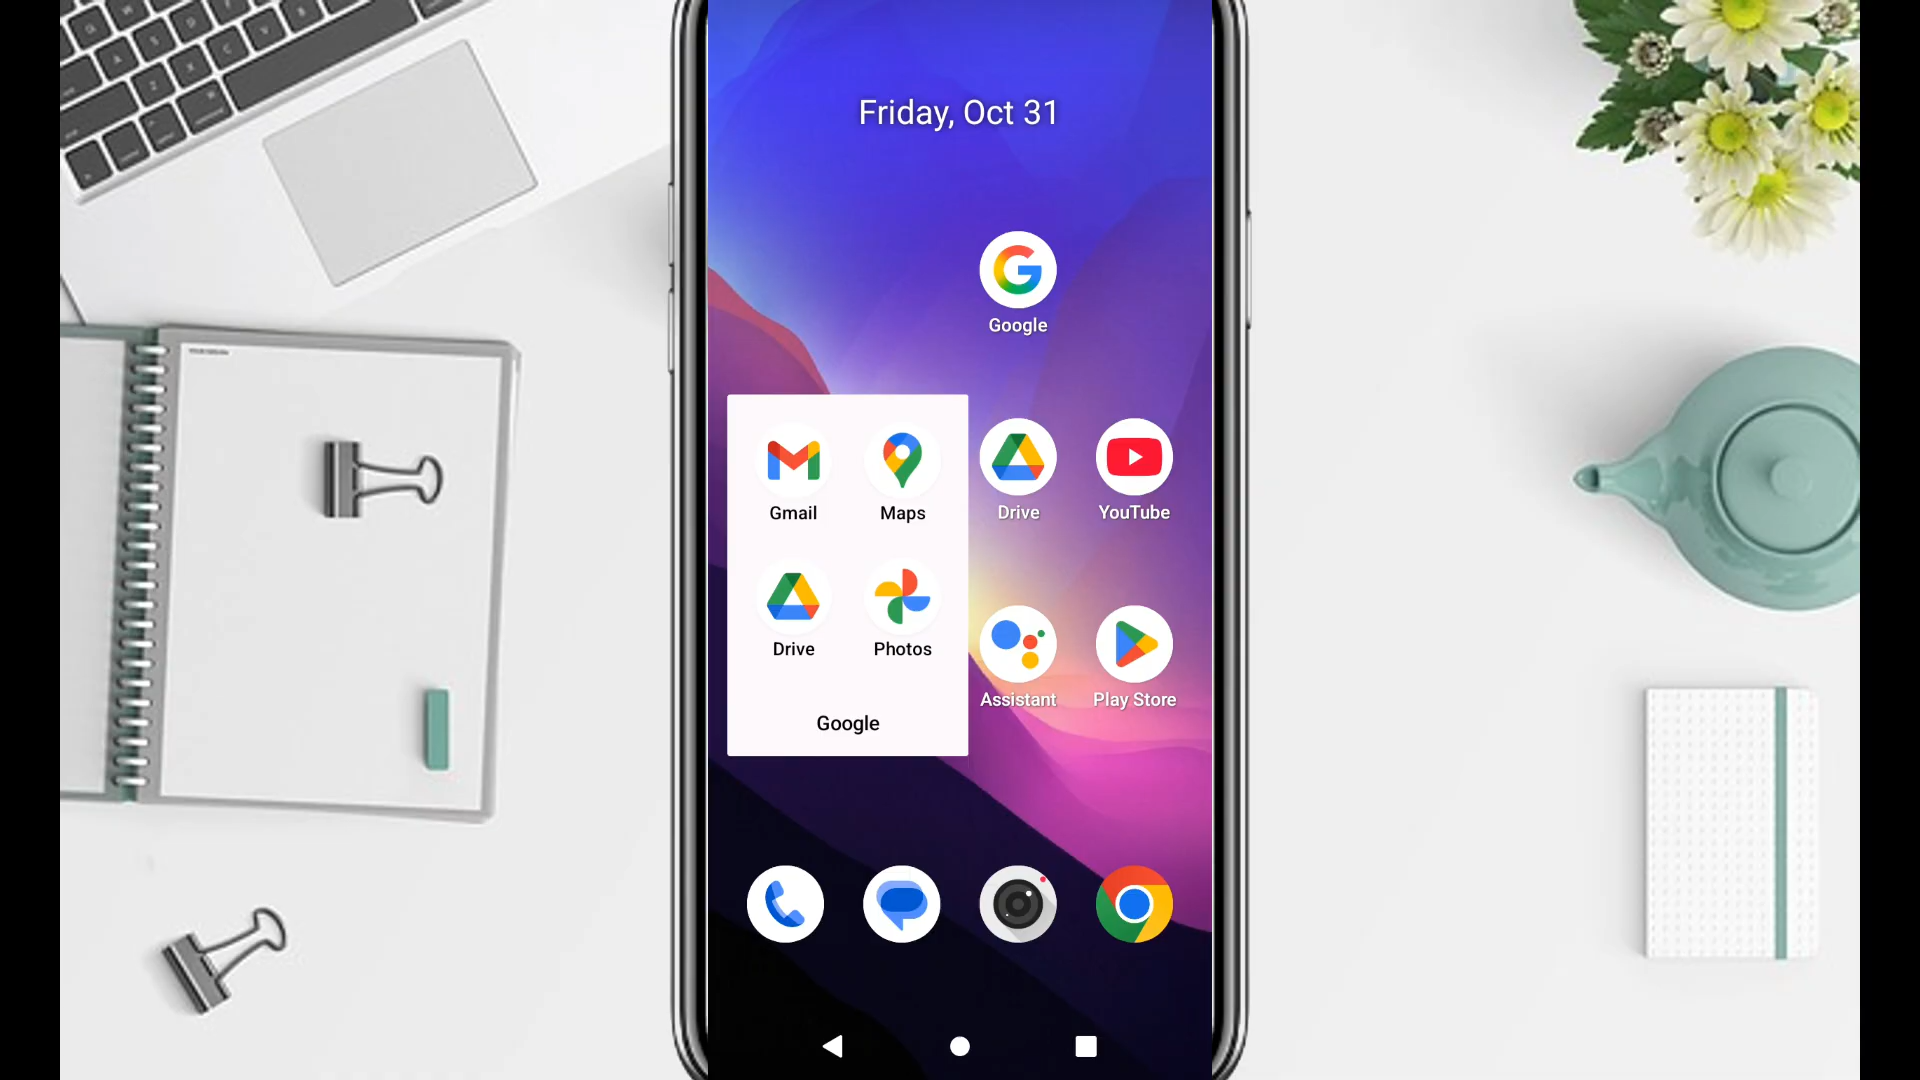 Friday, Oct 31
Google
Gmail
Maps
Drive
YouTube
Drive
Photos
Assistant
Play Store
Google